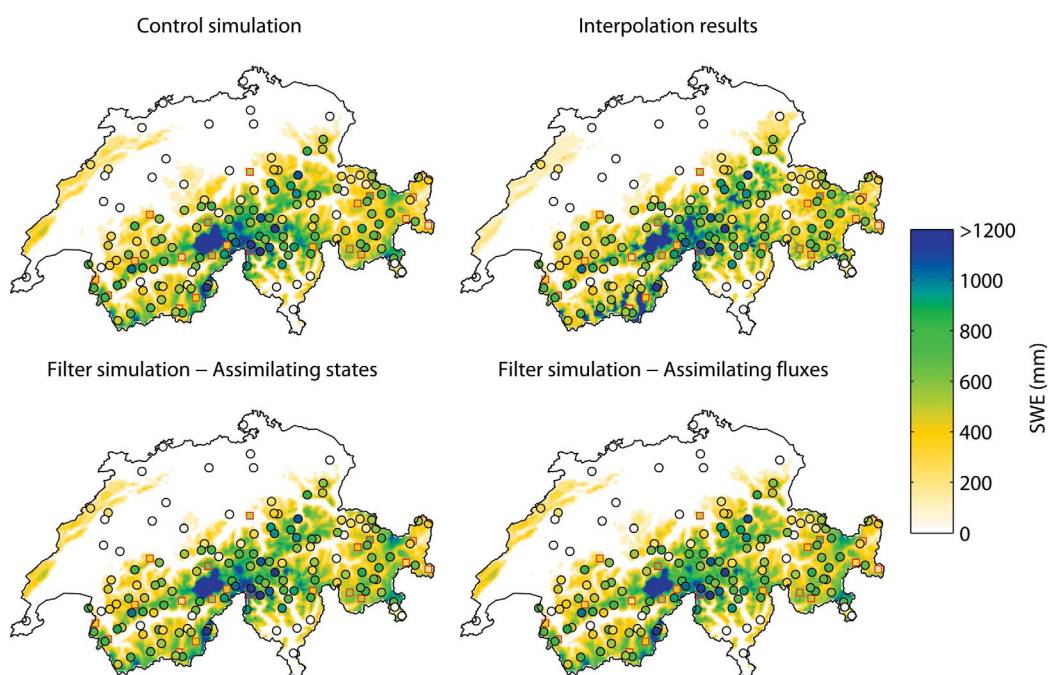 Control simulation
Interpolation results
Filter simulation – Assimilating states
Filter simulation – Assimilating fluxes
>1200
1000
800
600
400
200
0
SWE (mm)